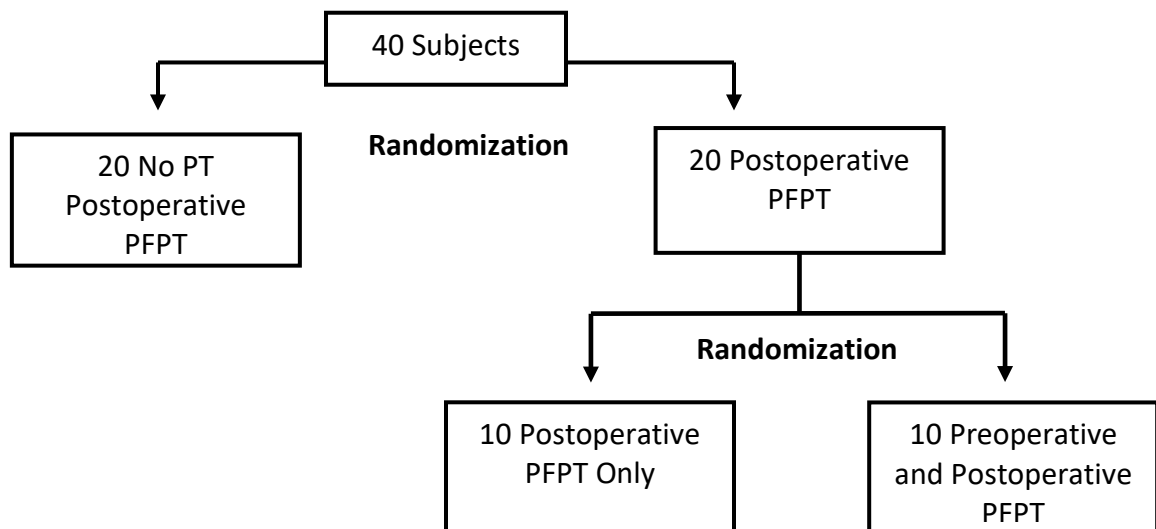 40 Subjects
Randomization
20 No PT
Postoperative
PFPT
20 Postoperative
PFPT
Randomization
10 Postoperative
PFPT Only
10 Preoperative
and Postoperative
PFPT